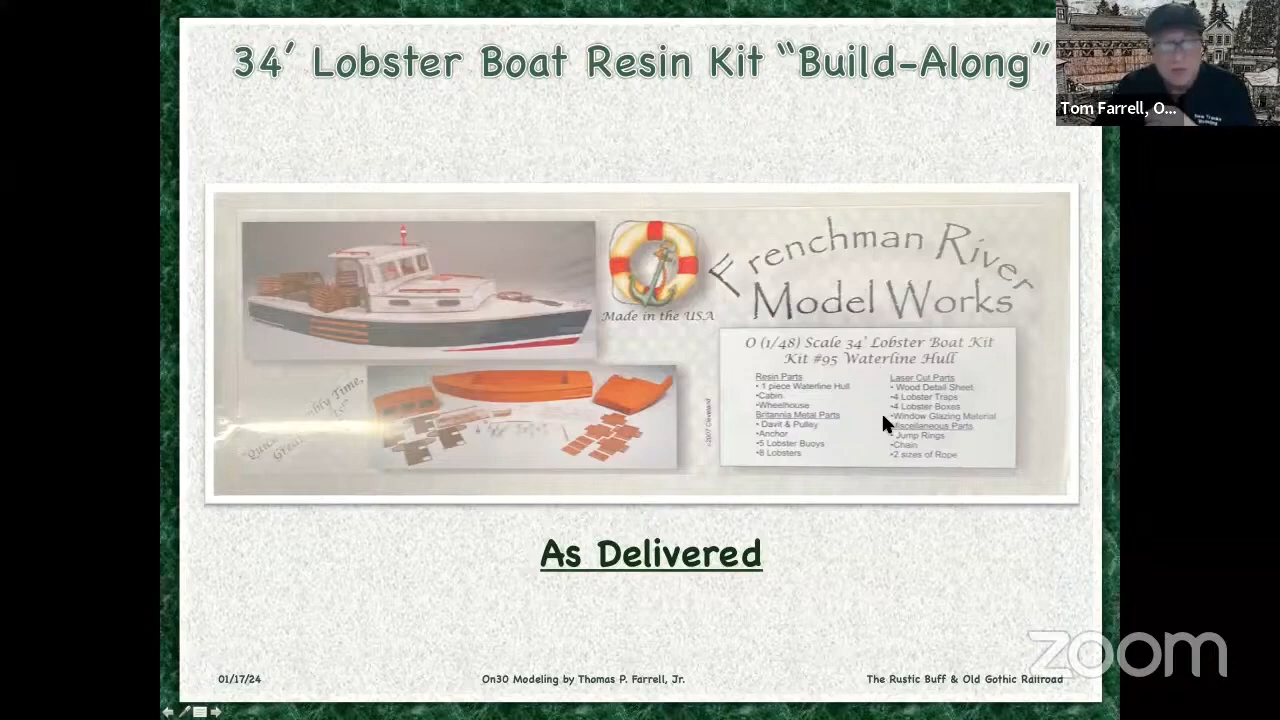 34’ Lobster Boat Resin Kit “Build-Along”
Tom Farrell, O...
Frenchman River
Model Works
Made in the USA
O (1/48) Scale 34' Lobster Boat Kit
Kit #95 Waterline Hull
Resin Parts
• 1 piece Waterline Hull
•Cabin
•Wheelhouse
Britannia Metal Parts
• Davit & Pulley
•Anchor
•5 Lobster Buoys
•8 Lobsters
Laser Cut Parts
• Wood Detail Sheet
•4 Lobster Traps
•4 Lobster Boxes
•Window Glazing Material
Miscellaneous Parts
• Jump Rings
•Chain
•2 sizes of Rope
As Delivered
zoom
01/17/24
On30 Modeling by Thomas P. Farrell, Jr.
The Rustic Buff & Old Gothic Railroad